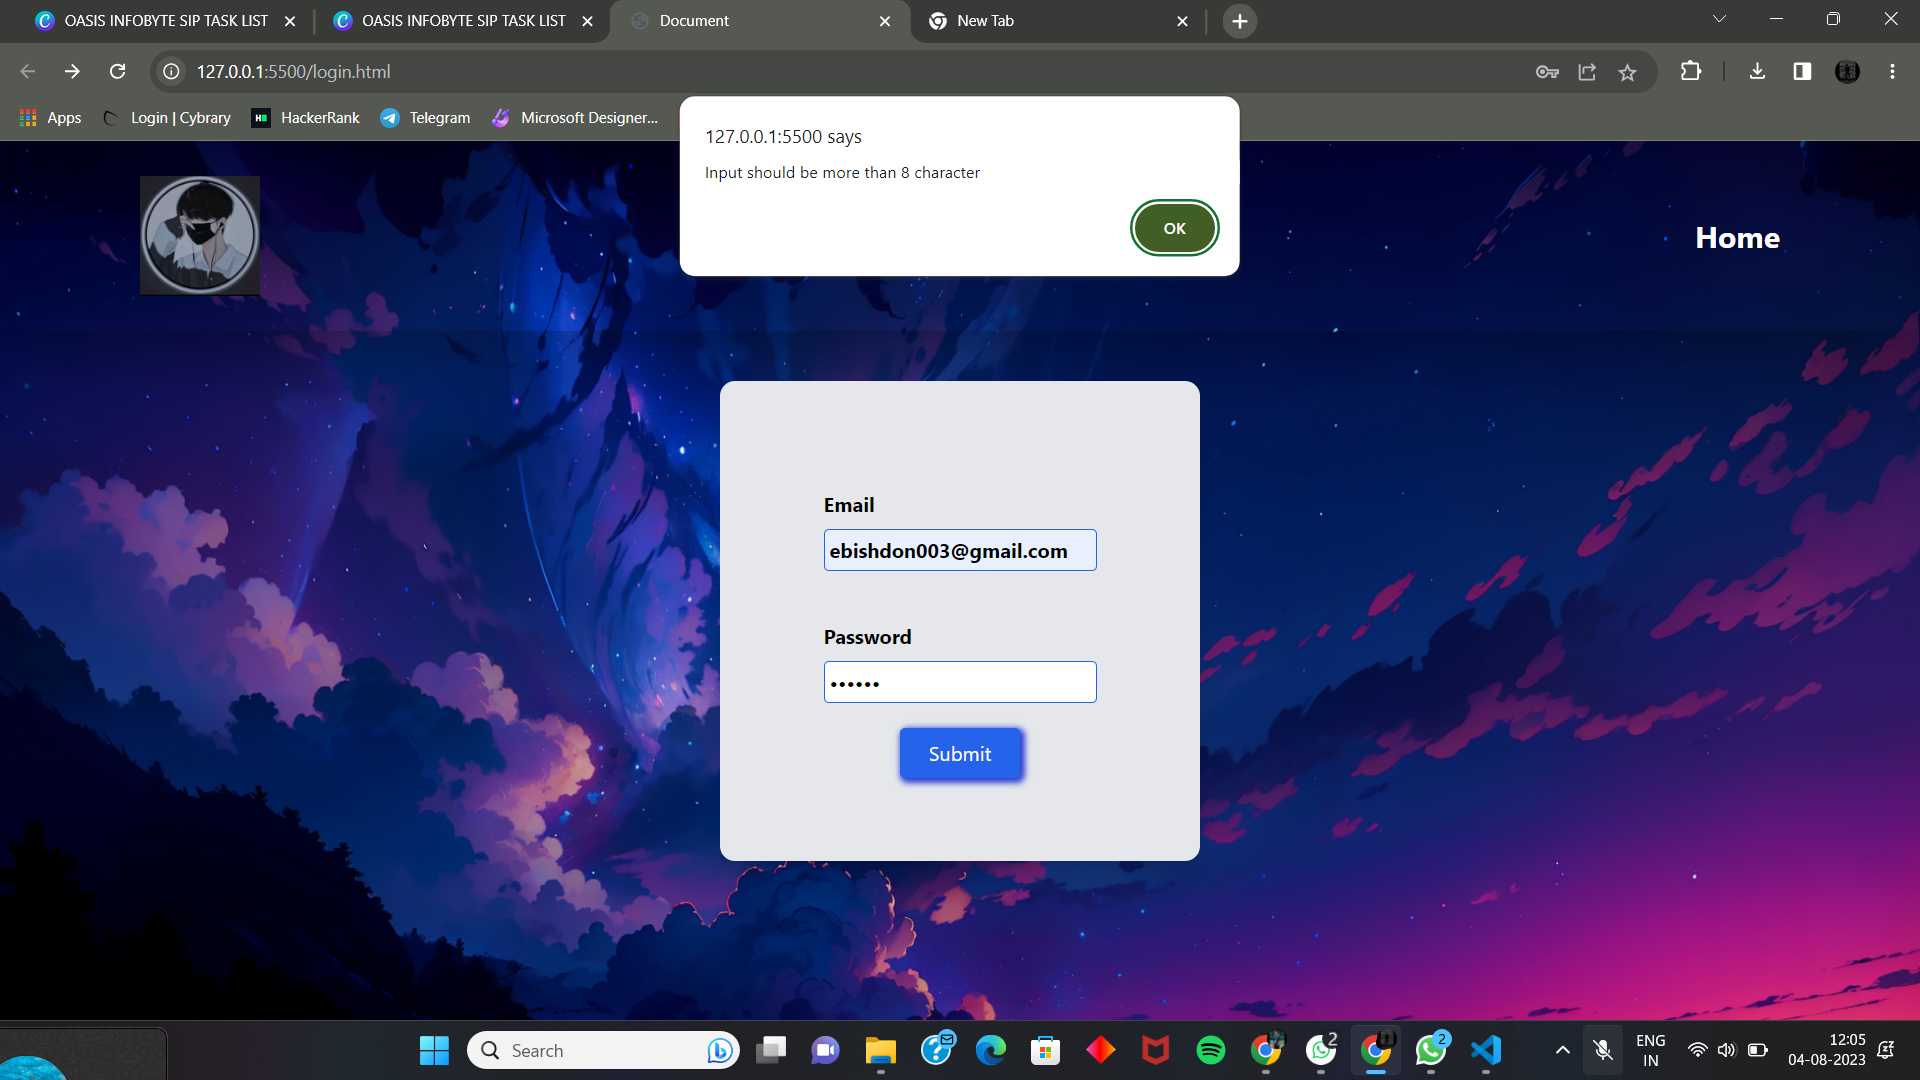 OASIS INFOBYTE SIP TASK LIST
OASIS INFOBYTE SIP TASK LIST
Document
New Tab
127.0.0.1:5500/login.html
Apps
Login | Cybrary
HackerRank
Telegram
Microsoft Designer...
127.0.0.1:5500 says
Input should be more than 8 character
OK
Home
Email
ebishdon003@gmail.com
Password
Submit
Search
2
2
ENG
IN
12:05
04-08-2023